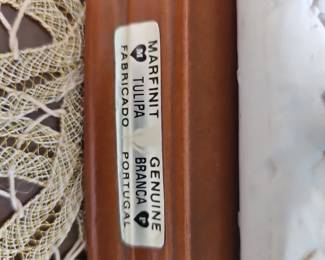 MARFINIT GENUINE
TULIPA BRANCA
FABRICADO PORTUGAL